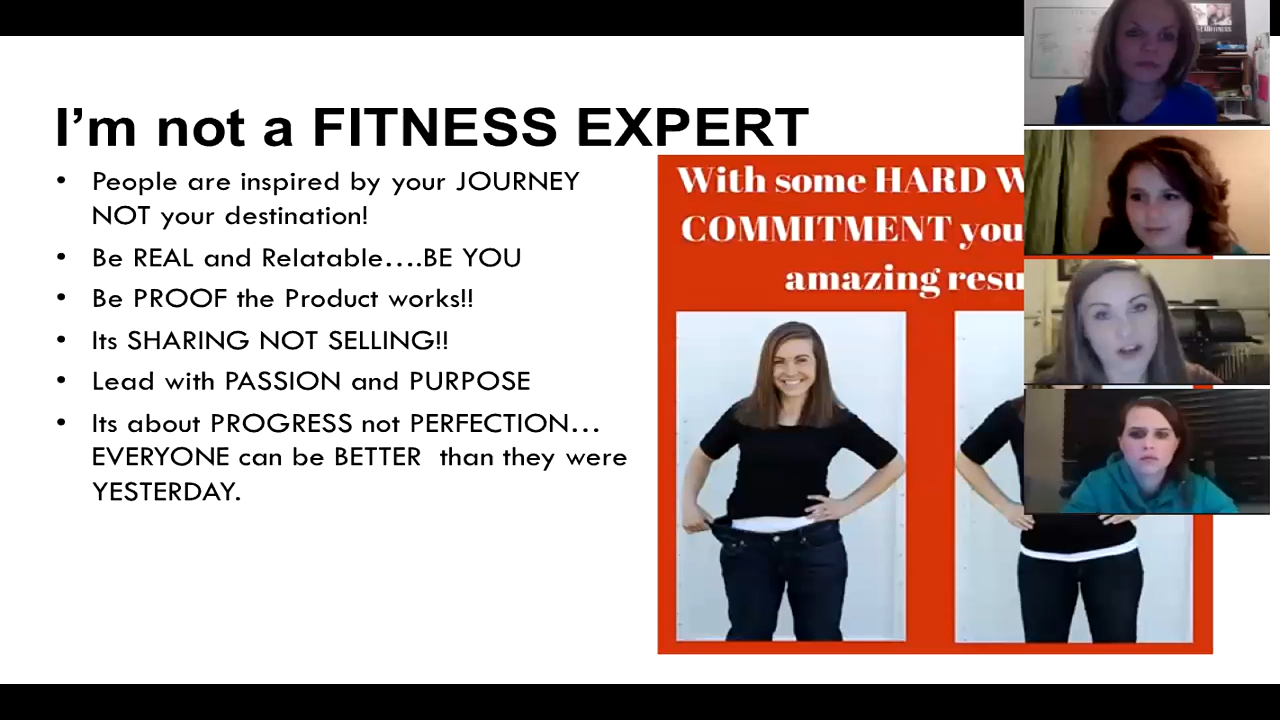 I'm not a FITNESS EXPERT
• People are inspired by your JOURNEY
NOT your destination!
• Be REAL and Relatable….BE YOU
• Be PROOF the Product works!!
• Its SHARING NOT SELLING!!
• Lead with PASSION and PURPOSE
• Its about PROGRESS not PERFECTION…
EVERYONE can be BETTER than they were
YESTERDAY.
With some HARD
COMMITMENT you
amazing